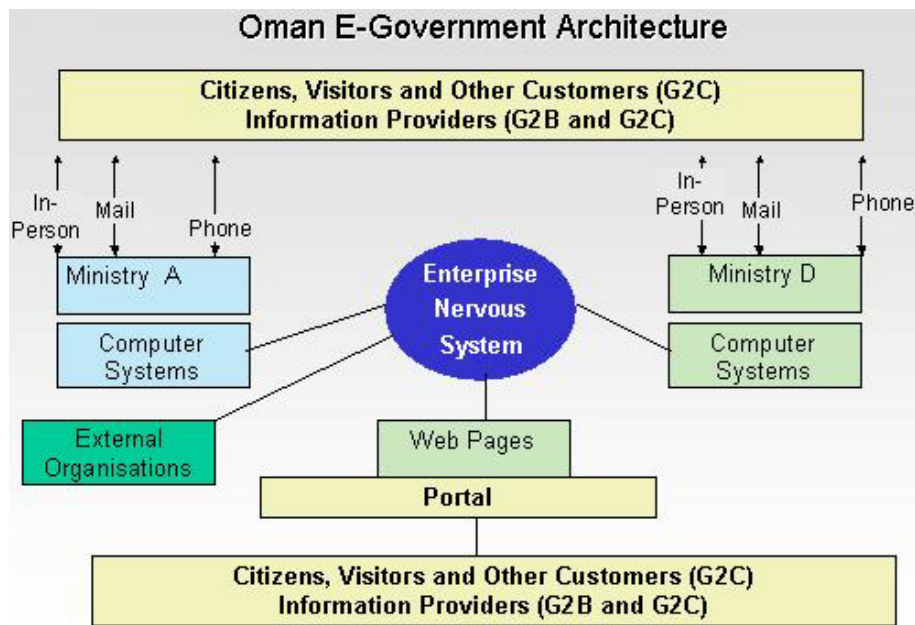 Oman E-Government Architecture
Citizens, Visitors and Other Customers (G2C)
Information Providers (G2B and G2C)
In-
Person
Mail
Phone
In-
Person
Mail
Phone
Ministry A
Enterprise
Nervous
System
Ministry D
Computer
Systems
Computer
Systems
External
Organisations
Web Pages
Portal
Citizens, Visitors and Other Customers (G2C)
Information Providers (G2B and G2C)